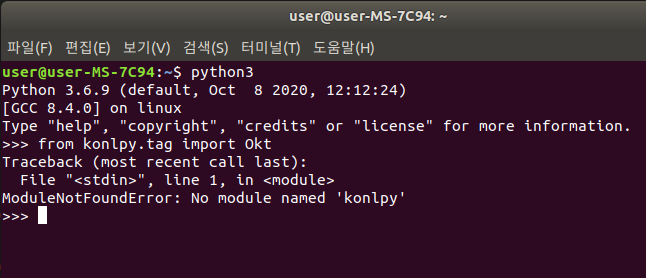 user@user-MS-7C94: ~
파일(F) 편집(E) 보기(V) 검색(S) 터미널(T) 도움말(H)
user@user-MS-7C94:~$ python3
Python 3.6.9 (default, Oct  8 2020, 12:12:24)
[GCC 8.4.0] on linux
Type "help", "copyright", "credits" or "license" for more information.
>>> from konlpy.tag import Okt
Traceback (most recent call last):
  File "<stdin>", line 1, in <module>
ModuleNotFoundError: No module named 'konlpy'
>>>